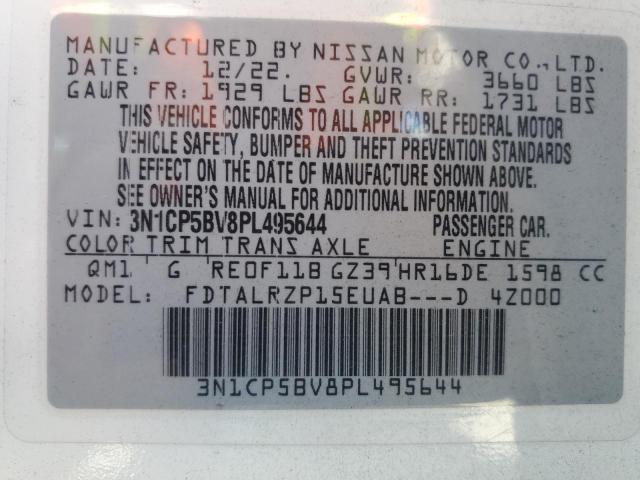 MANUFACTURED BY NISSAN MOTOR CO., LTD.
DATE: 12/22. GVWR: 3660 LBS
GAWR FR: 1929 LBS GAWR RR: 1731 LBS
THIS VEHICLE CONFORMS TO ALL APPLICABLE FEDERAL MOTOR
VEHICLE SAFETY, BUMPER AND THEFT PREVENTION STANDARDS
IN EFFECT ON THE DATE OF MANUFACTURE SHOWN ABOVE.
SEE OWNER'S MANUAL FOR ADDITIONAL INFORMATION.
VIN: 3N1CP5BV8PL495644 PASSENGER CAR.
COLOR TRIM TRANS AXLE ENGINE
QM1 G RE0F11B GZ39 HR16DE 1598 CC
MODEL: FDTALRZP15EUAB---D 4Z000
3N1CP5BV8PL495644